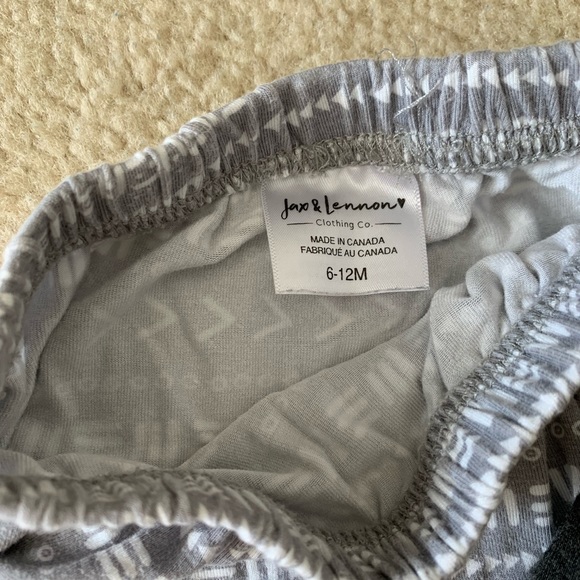 Jax & Lennon♥
Clothing Co.
MADE IN CANADA
FABRIQUÉ AU CANADA
6-12M